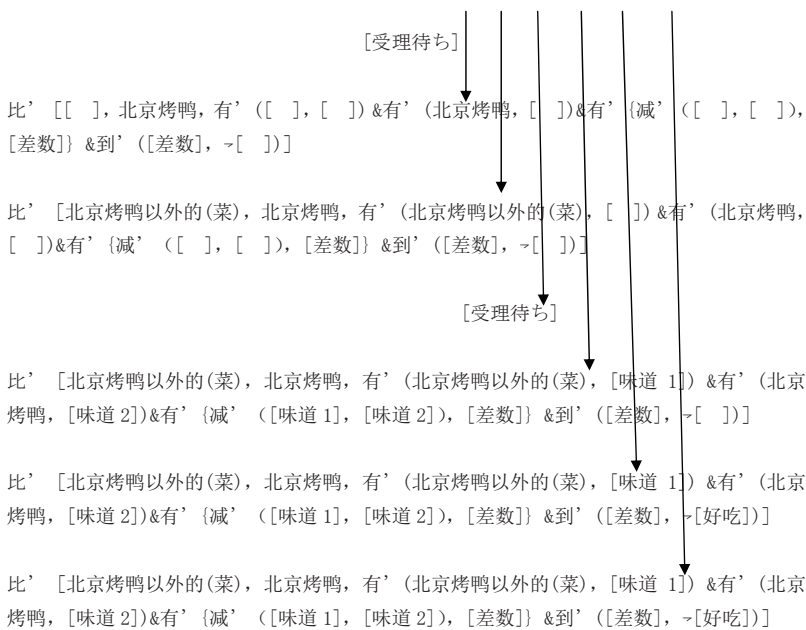 [受理待ち]
比’ [[ ], 北京烤鸭, 有’([ ], [ ])&有’(北京烤鸭, [ ])&有’{减’ ([ ], [ ]),
[差数]} &到’([差数], ¬[ ])]
比’ [北京烤鸭以外的(菜), 北京烤鸭, 有’(北京烤鸭以外的(菜), [ ])&有’(北京烤鸭,
[ ])&有’{减’ ([ ], [ ]), [差数]} &到’([差数], ¬[ ])]
[受理待ち]
比’ [北京烤鸭以外的(菜), 北京烤鸭, 有’(北京烤鸭以外的(菜), [味道 1]) &有’(北京
烤鸭, [味道 2])&有’{减’ ([味道 1], [味道 2]), [差数]} &到’([差数], ¬[ ])]
比’ [北京烤鸭以外的(菜), 北京烤鸭, 有’(北京烤鸭以外的(菜), [味道 1]) &有’(北京
烤鸭, [味道 2])&有’{减’ ([味道 1], [味道 2]), [差数]} &到’([差数], ¬[好吃])]
比’ [北京烤鸭以外的(菜), 北京烤鸭, 有’(北京烤鸭以外的(菜), [味道 1]) &有’(北京
烤鸭, [味道 2])&有’{减’ ([味道 1], [味道 2]), [差数]} &到’([差数], ¬[好吃])]